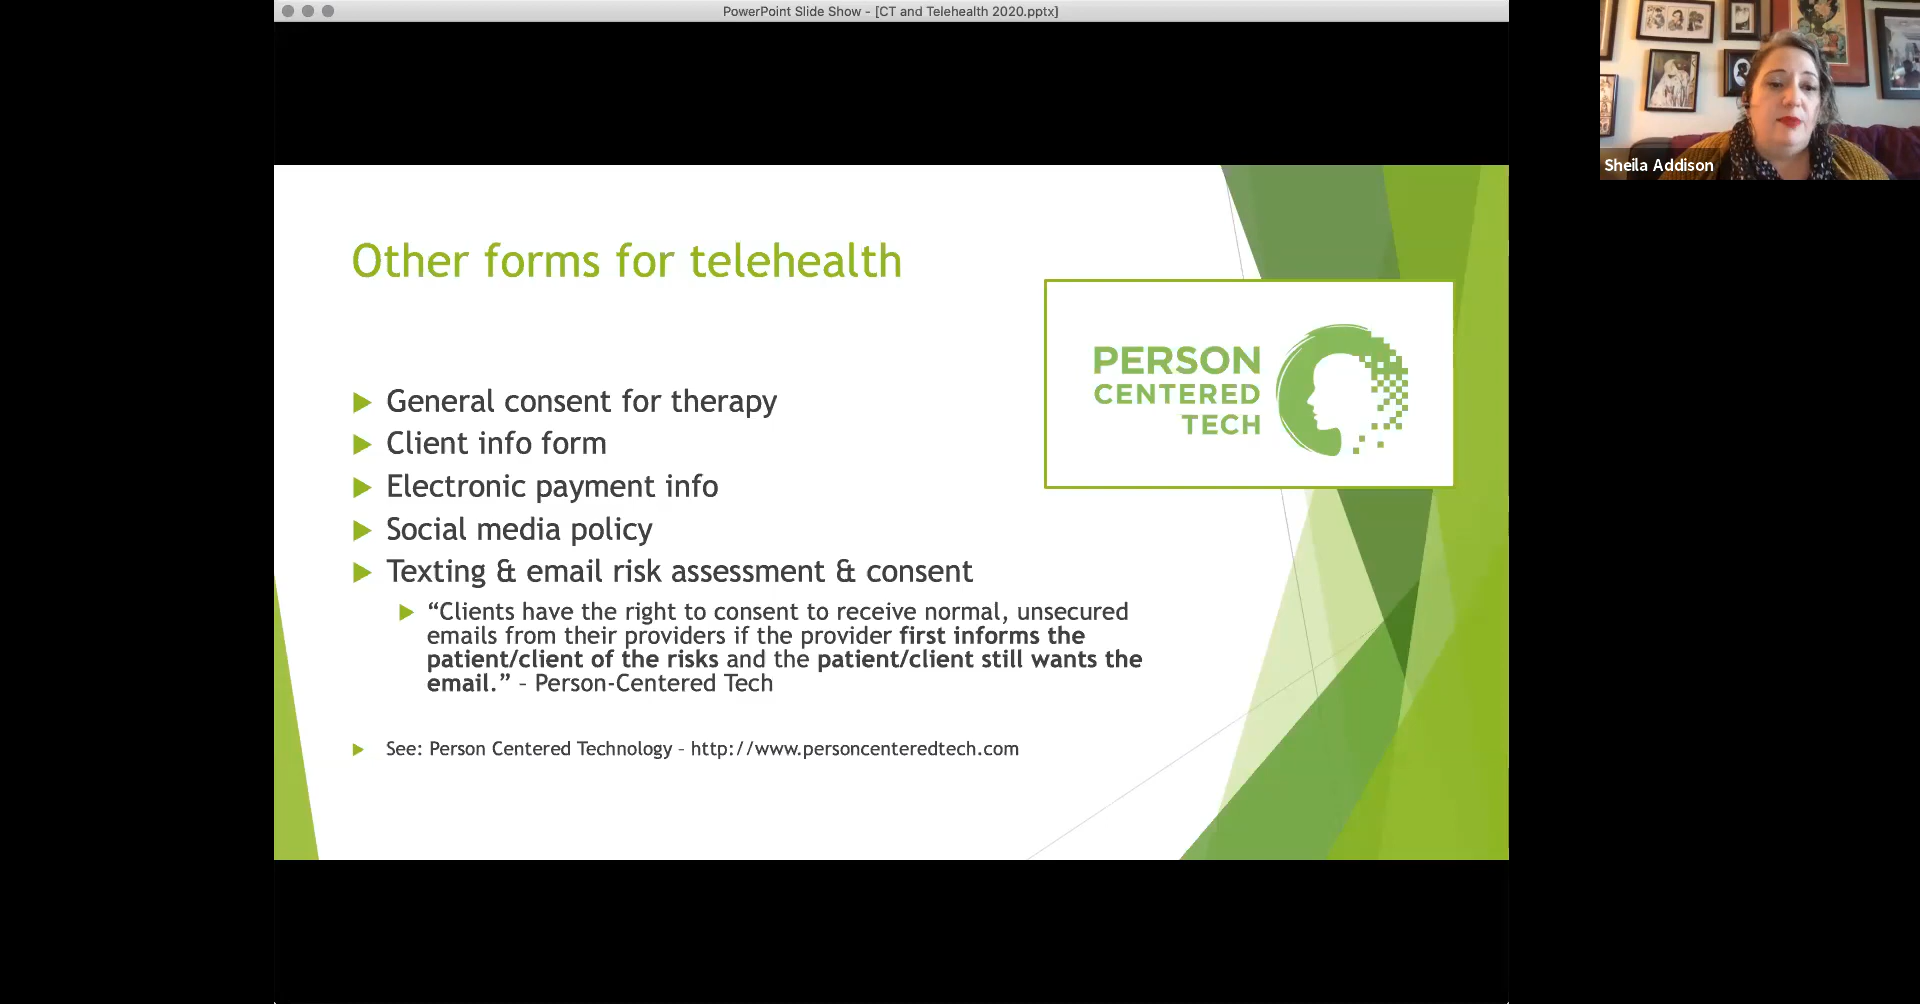 PowerPoint Slide Show - [CT and Telehealth 2020.pptx]
Sheila Addison
Other forms for telehealth
PERSON
CENTERED
TECH
General consent for therapy
Client info form
Electronic payment info
Social media policy
Texting & email risk assessment & consent
“Clients have the right to consent to receive normal, unsecured
emails from their providers if the provider first informs the
patient/client of the risks and the patient/client still wants the
email.” – Person-Centered Tech
See: Person Centered Technology – http://www.personcenteredtech.com